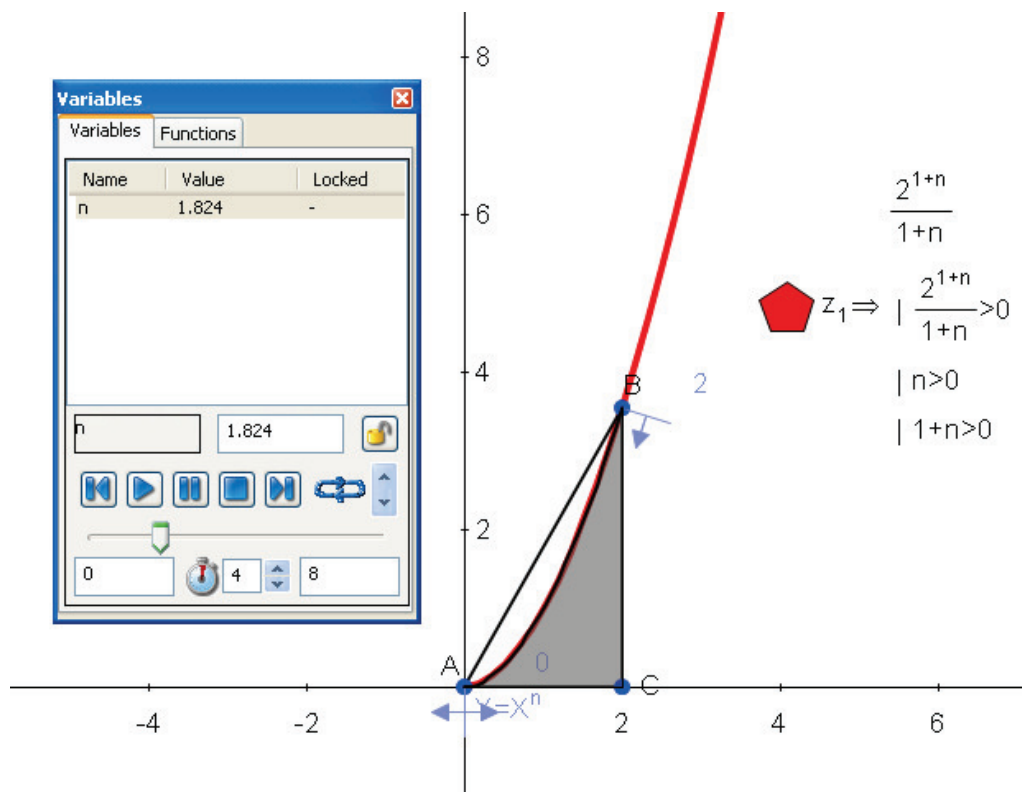 Variables
Variables Functions
Name Value Locked
n 1.824 -
n 1.824
0 4 8
8
6
4
2
-4 -2 2 4 6
A
B
C
2
0
Y=X^n
2^{1+n}
1+n
z₁⇒ | 2^{1+n}/1+n >0
| n>0
| 1+n>0